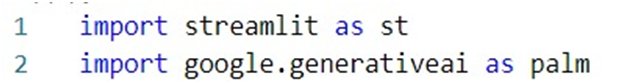 1 import streamlit as st
2 import google.generativeai as palm